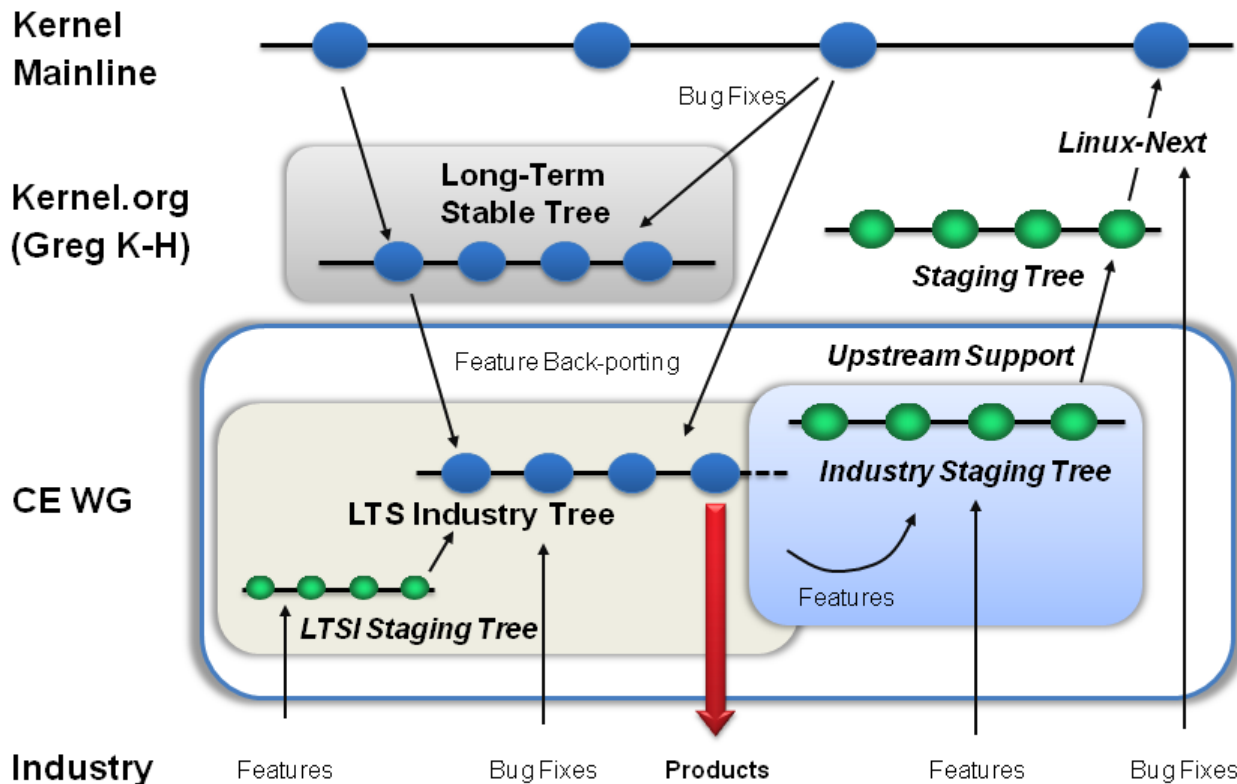 Kernel
Mainline
Bug Fixes
Linux-Next
Long-Term
Stable Tree
Kernel.org
(Greg K-H)
Staging Tree
Upstream Support
Feature Back-porting
Industry Staging Tree
CE WG
LTS Industry Tree
Features
LTSI Staging Tree
Industry
Features
Bug Fixes
Products
Features
Bug Fixes